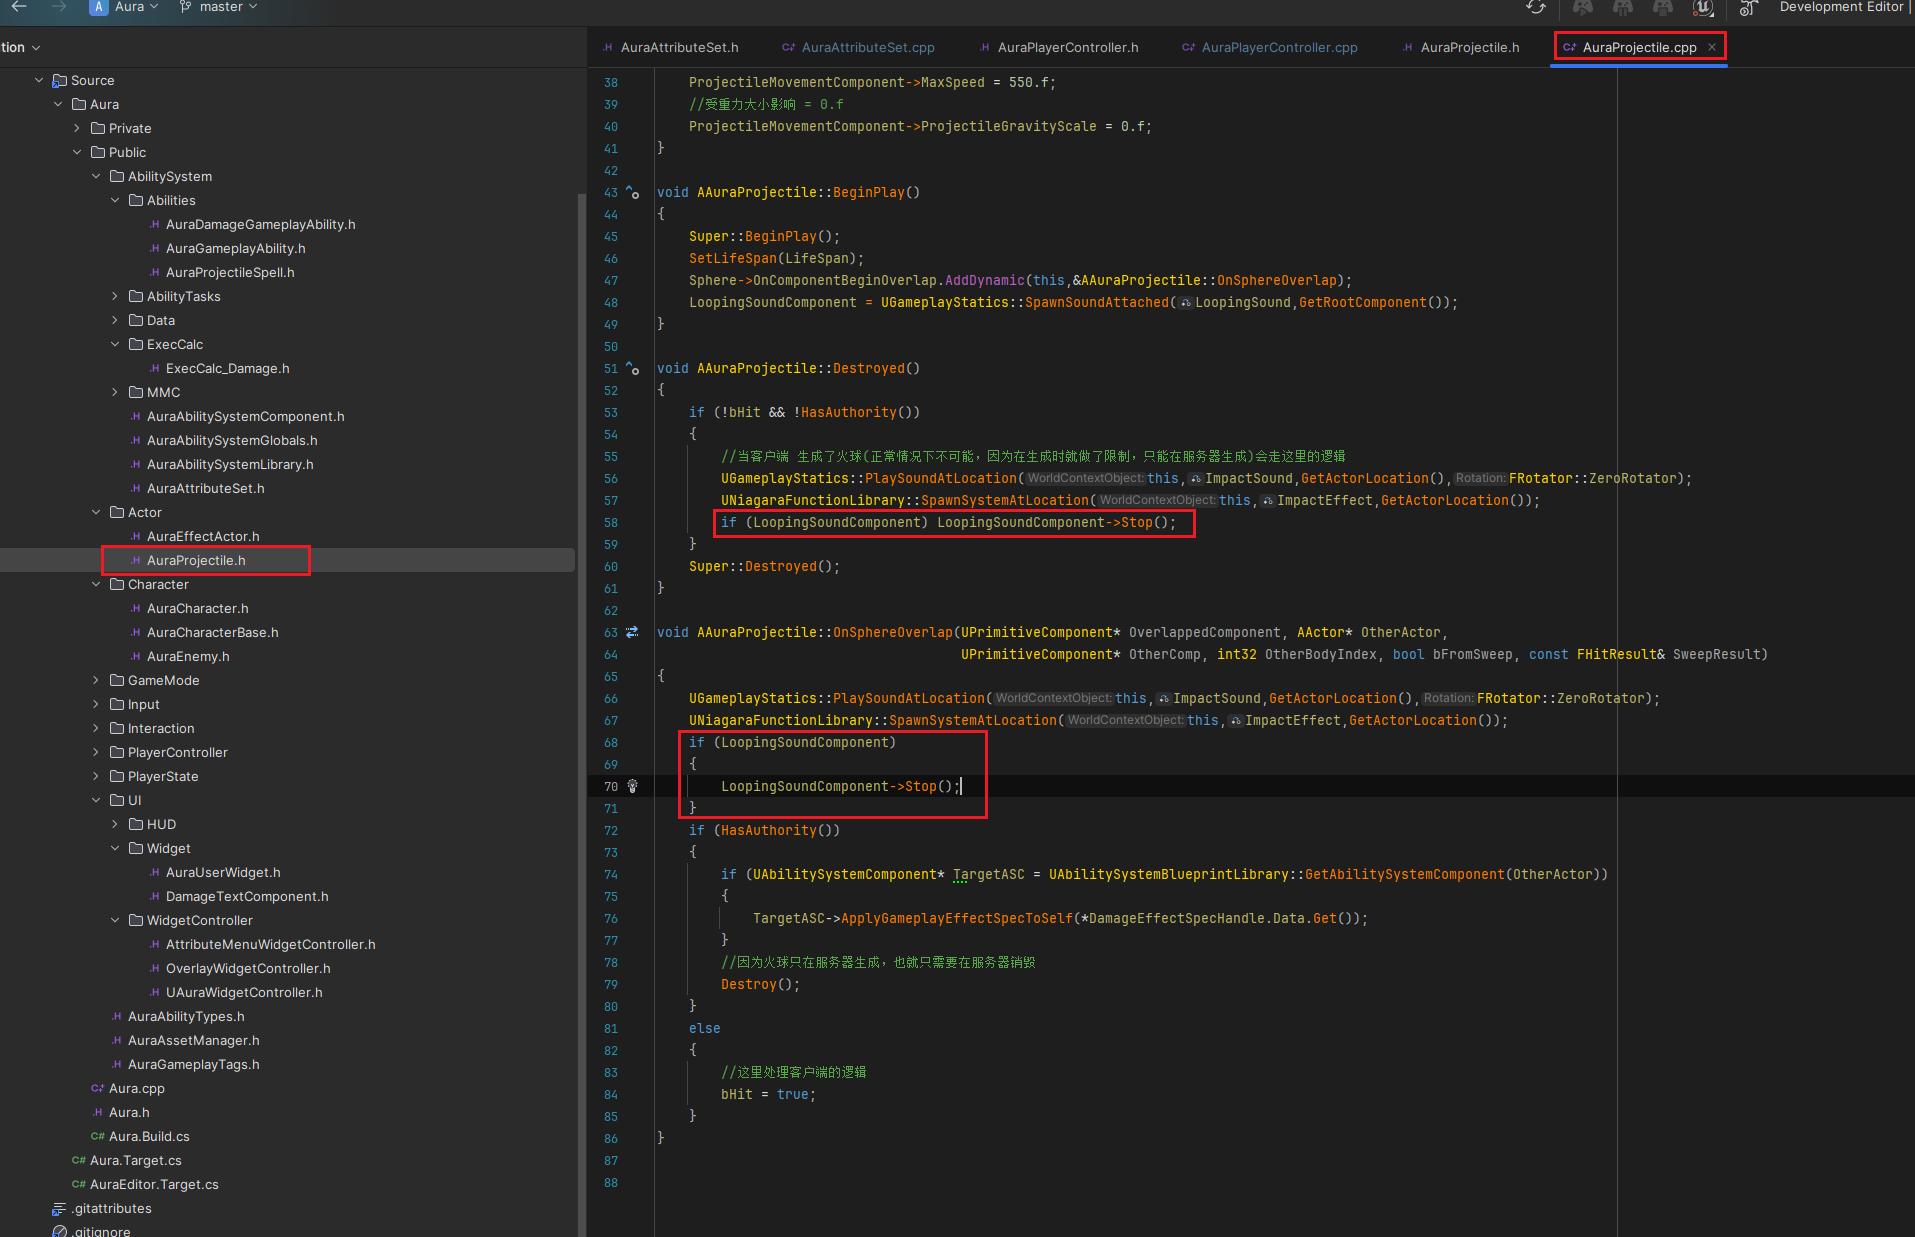 Aura
master
Development Editor
tion
AuraAttributeSet.h
AuraAttributeSet.cpp
AuraPlayerController.h
AuraPlayerController.cpp
AuraProjectile.h
AuraProjectile.cpp
Source
Aura
Private
Public
AbilitySystem
Abilities
AuraDamageGameplayAbility.h
AuraGameplayAbility.h
AuraProjectileSpell.h
AbilityTasks
Data
ExecCalc
ExecCalc_Damage.h
MMC
AuraAbilitySystemComponent.h
AuraAbilitySystemGlobals.h
AuraAbilitySystemLibrary.h
AuraAttributeSet.h
Actor
AuraEffectActor.h
AuraProjectile.h
Character
AuraCharacter.h
AuraCharacterBase.h
AuraEnemy.h
GameMode
Input
Interaction
PlayerController
PlayerState
UI
HUD
Widget
AuraUserWidget.h
DamageTextComponent.h
WidgetController
AttributeMenuWidgetController.h
OverlayWidgetController.h
UAuraWidgetController.h
AuraAbilityTypes.h
AuraAssetManager.h
AuraGameplayTags.h
Aura.cpp
Aura.h
Aura.Build.cs
Aura.Target.cs
AuraEditor.Target.cs
.gitattributes
.gitignore
38 ProjectileMovementComponent->MaxSpeed = 550.f;
39 //受重力大小影响 = 0.f
40 ProjectileMovementComponent->ProjectileGravityScale = 0.f;
41 }
42
43 void AAuraProjectile::BeginPlay()
44 {
45 Super::BeginPlay();
46 SetLifeSpan(LifeSpan);
47 Sphere->OnComponentBeginOverlap.AddDynamic(this,&AAuraProjectile::OnSphereOverlap);
48 LoopingSoundComponent = UGameplayStatics::SpawnSoundAttached(LoopingSound,GetRootComponent());
49 }
50
51 void AAuraProjectile::Destroyed()
52 {
53 if (!bHit && !HasAuthority())
54 {
55 //当客户端 生成了火球(正常情况下不可能，因为在生成时就做了限制，只能在服务器生成)会走这里的逻辑
56 UGameplayStatics::PlaySoundAtLocation(WorldContextObject:this,ImpactSound,GetActorLocation(),Rotation:FRotator::ZeroRotator);
57 UNiagaraFunctionLibrary::SpawnSystemAtLocation(WorldContextObject:this,ImpactEffect,GetActorLocation());
58 if (LoopingSoundComponent) LoopingSoundComponent->Stop();
59 }
60 Super::Destroyed();
61 }
62
63 void AAuraProjectile::OnSphereOverlap(UPrimitiveComponent* OverlappedComponent, AActor* OtherActor,
64 UPrimitiveComponent* OtherComp, int32 OtherBodyIndex, bool bFromSweep, const FHitResult& SweepResult)
65 {
66 UGameplayStatics::PlaySoundAtLocation(WorldContextObject:this,ImpactSound,GetActorLocation(),Rotation:FRotator::ZeroRotator);
67 UNiagaraFunctionLibrary::SpawnSystemAtLocation(WorldContextObject:this,ImpactEffect,GetActorLocation());
68 if (LoopingSoundComponent)
69 {
70 LoopingSoundComponent->Stop();
71 }
72 if (HasAuthority())
73 {
74 if (UAbilitySystemComponent* TargetASC = UAbilitySystemBlueprintLibrary::GetAbilitySystemComponent(OtherActor))
75 {
76 TargetASC->ApplyGameplayEffectSpecToSelf(*DamageEffectSpecHandle.Data.Get());
77 }
78 //因为火球只在服务器生成，也就只需要在服务器销毁
79 Destroy();
80 }
81 else
82 {
83 //这里处理客户端的逻辑
84 bHit = true;
85 }
86 }
87
88